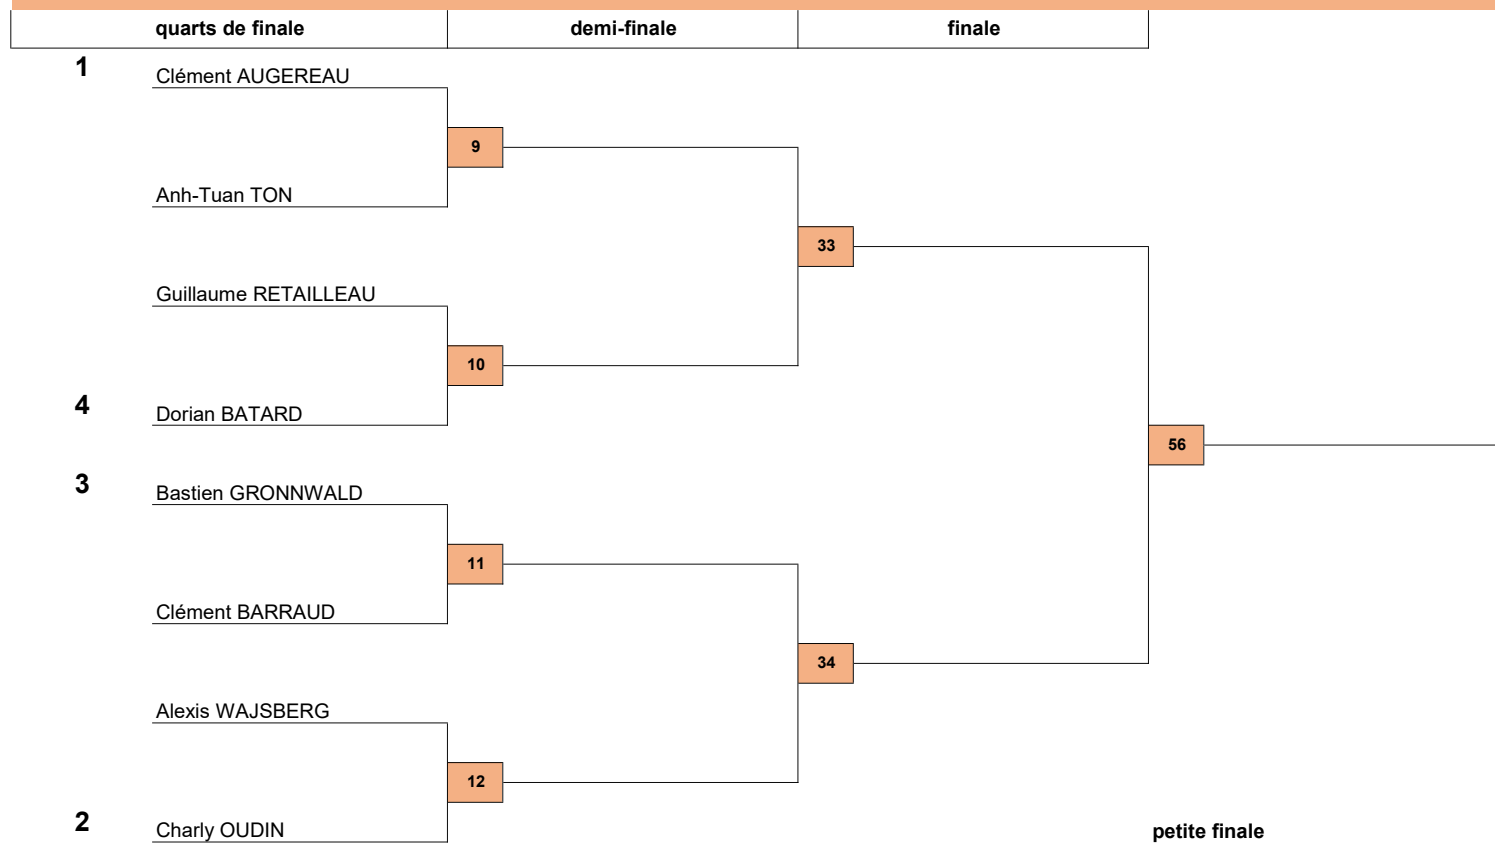 quarts de finale demi-finale finale
1 Clément AUGEREAU
9
Anh-Tuan TON
33
Guillaume RETAILLEAU
10
4 Dorian BATARD
56
3 Bastien GRONNWALD
11
Clément BARRAUD
34
Alexis WAJSBERG
12
2 Charly OUDIN petite finale